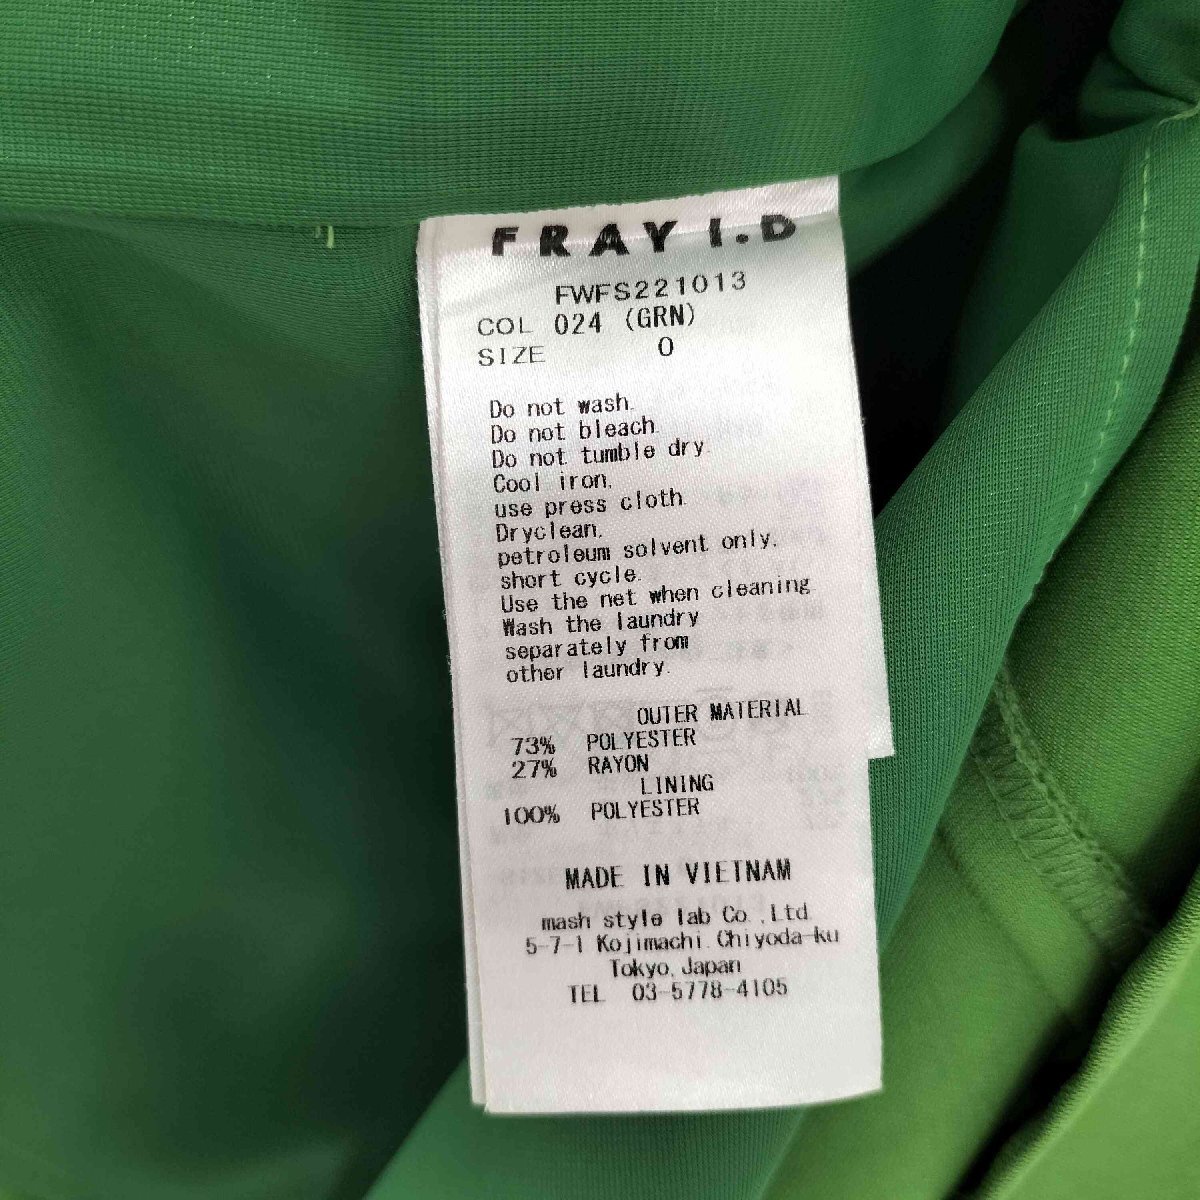 FRAY I.D
FWFS221013
COL 024 (GRN)
SIZE 0
Do not wash.
Do not bleach.
Do not tumble dry.
Cool iron.
use press cloth.
Dryclean.
petroleum solvent only.
short cycle.
Use the net when cleaning
Wash the laundry
separately from
other laundry.
OUTER MATERIAL
73% POLYESTER
27% RAYON
LINING
100% POLYESTER
MADE IN VIETNAM
mash style lab Co.,Ltd.
5-7-1 Kojimachi.Chiyoda-ku
Tokyo,Japan
TEL 03-5778-4105